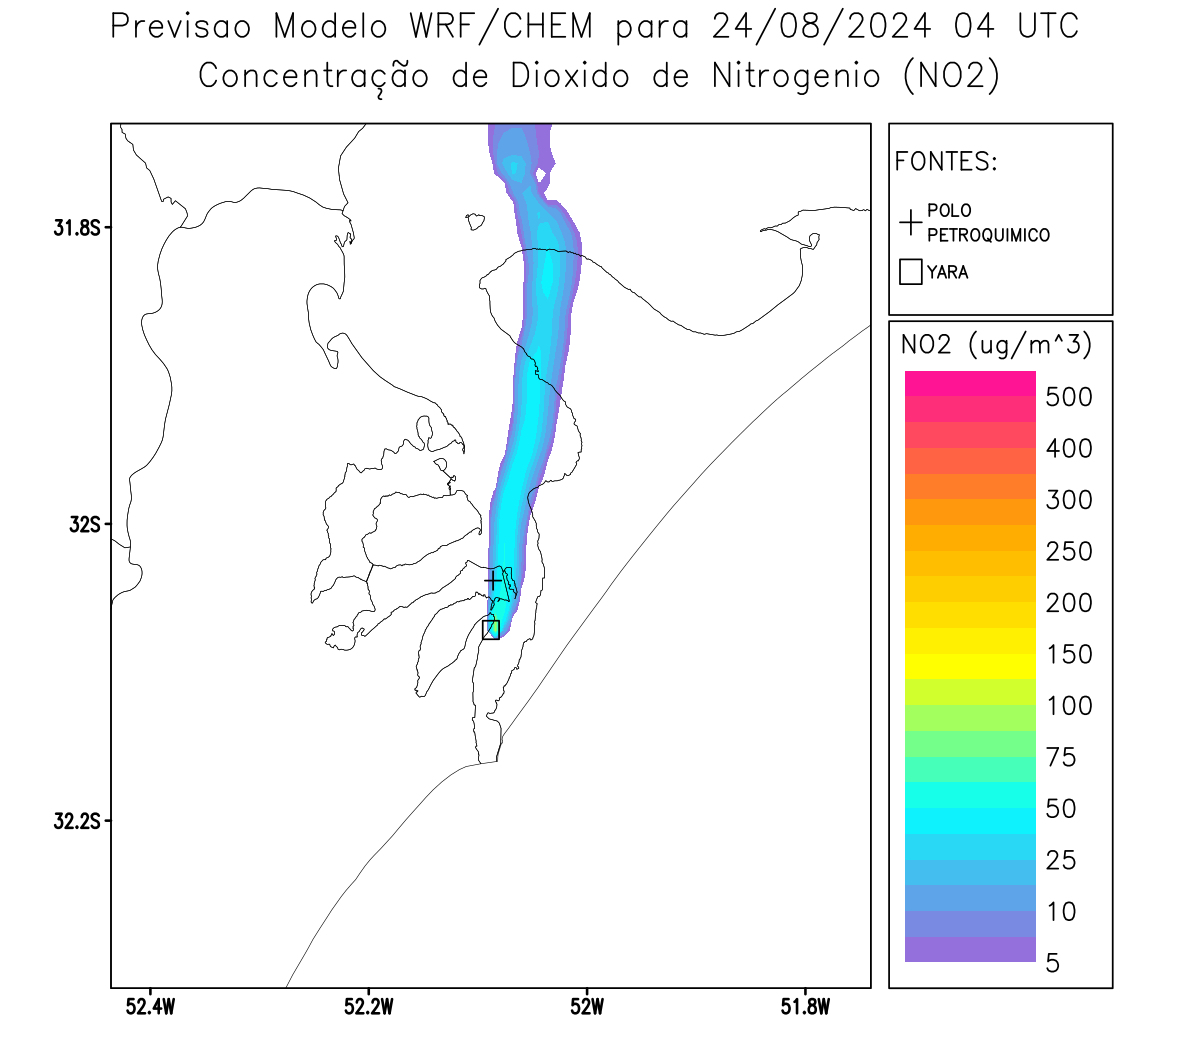 Previsao Modelo WRF/CHEM para 24/08/2024 04 UTC
Concentração de Dioxido de Nitrogenio (NO2)
FONTES:
POLO
PETROQUIMICO
YARA
NO2 (ug/m^3)
500
400
300
250
200
150
100
75
50
25
10
5
31.8S
32S
32.2S
52.4W
52.2W
52W
51.8W